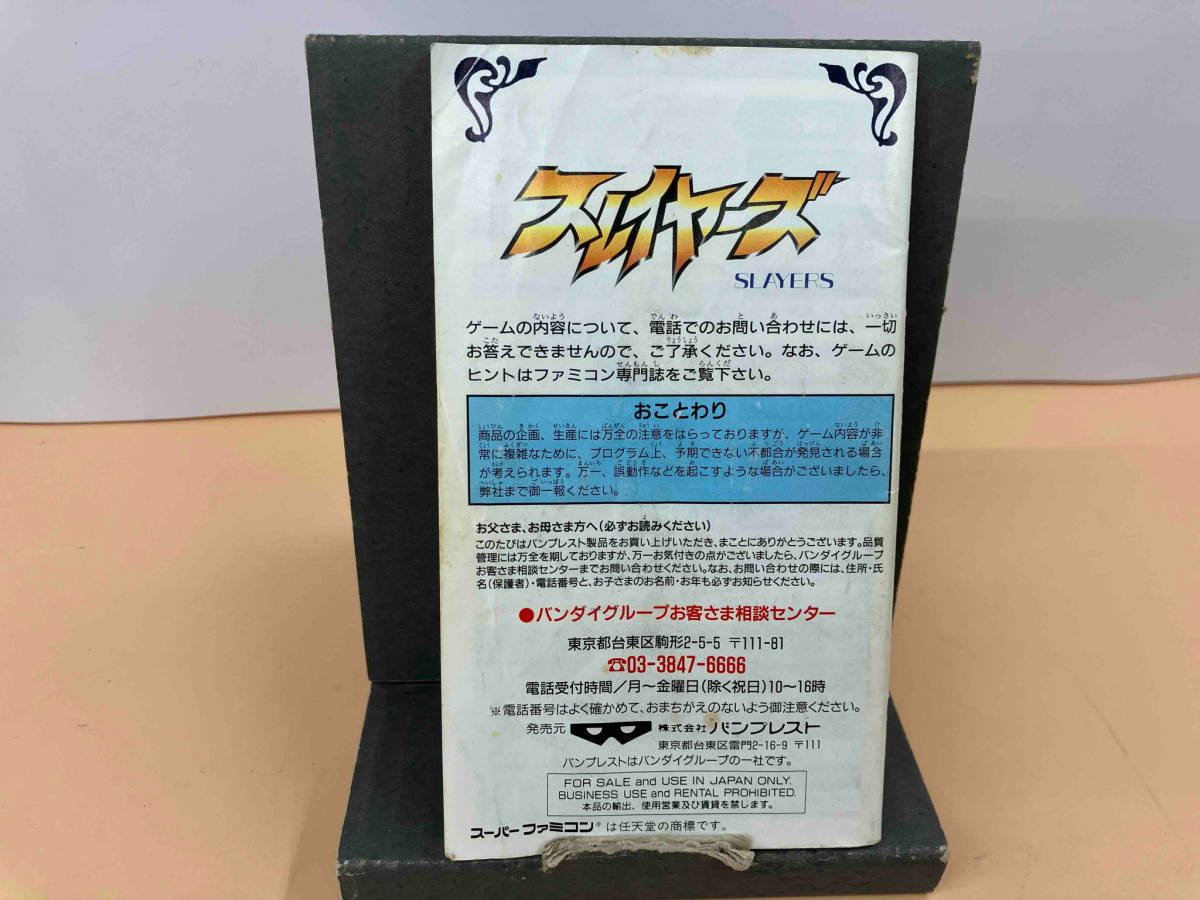 スレイヤーズ
SLAYERS
ゲームの内容について、電話でのお問い合わせには、一切
お答えできませんので、ご了承ください。なお、ゲームの
ヒントはファミコン専門誌をご覧下さい。
おことわり
商品の企画、生産には万全の注意をはらっておりますが、ゲーム内容が非
常に複雑なために、プログラム上、予期できない不都合が発見される場合
が考えられます。万一、誤動作などを起こすような場合がございましたら、
弊社まで御一報ください。
お父さま、お母さま方へ(必ずお読みください)
このたびはバンプレスト製品をお買い上げいただき、まことにありがとうございます。品質
管理には万全を期しておりますが、万一お気付きの点がございましたら、バンダイグループ
お客さま相談センターまでお問い合わせください。なお、お問い合わせの際には、住所・氏
名(保護者)・電話番号と、お子さまのお名前・お年も必ずお知らせください。
●バンダイグループお客さま相談センター
東京都台東区駒形2-5-5 〒111-81
☎03-3847-6666
電話受付時間/月〜金曜日(除く祝日)10〜16時
※電話番号はよく確かめて、おまちがえのないよう御注意ください。
発売元 株式会社 バンプレスト
東京都台東区雷門2-16-9 〒111
バンプレストはバンダイグループの一社です。
FOR SALE and USE IN JAPAN ONLY.
BUSINESS USE and RENTAL PROHIBITED.
本品の輸出、使用営業及び賃貸を禁じます。
スーパーファミコン®は任天堂の商標です。